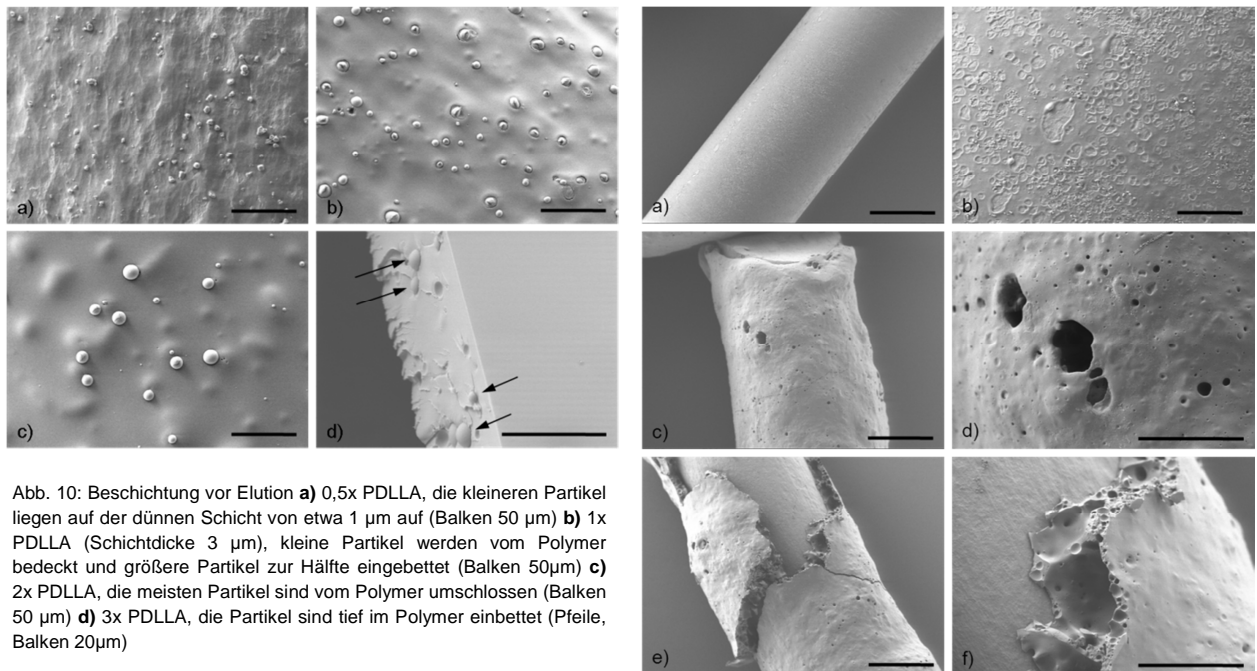 a)
b)
c)
d)
Abb. 10: Beschichtung vor Elution a) 0,5x PDLLA, die kleineren Partikel
liegen auf der dünnen Schicht von etwa 1 µm auf (Balken 50 µm) b) 1x
PDLLA (Schichtdicke 3 µm), kleine Partikel werden vom Polymer
bedeckt und größere Partikel zur Hälfte eingebettet (Balken 50µm) c)
2x PDLLA, die meisten Partikel sind vom Polymer umschlossen (Balken
50 µm) d) 3x PDLLA, die Partikel sind tief im Polymer einbettet (Pfeile,
Balken 20µm)
a)
b)
c)
d)
e)
f)